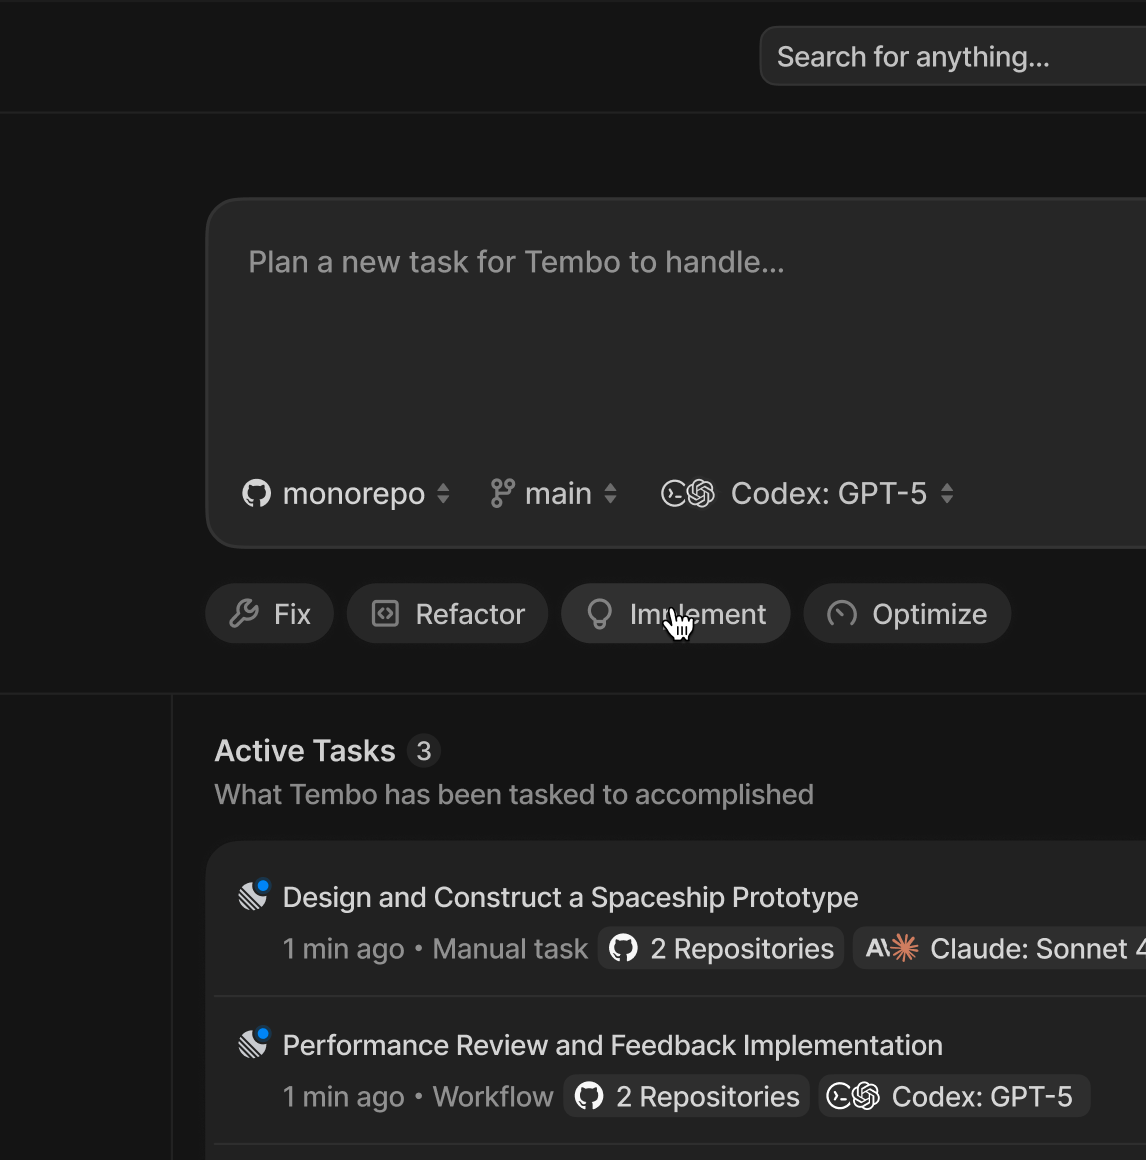 Search for anything...
Plan a new task for Tembo to handle...
monorepo main Codex: GPT-5
Fix Refactor Implement Optimize
Active Tasks 3
What Tembo has been tasked to accomplished
Design and Construct a Spaceship Prototype
1 min ago • Manual task 2 Repositories A\ Claude: Sonnet 4
Performance Review and Feedback Implementation
1 min ago • Workflow 2 Repositories Codex: GPT-5